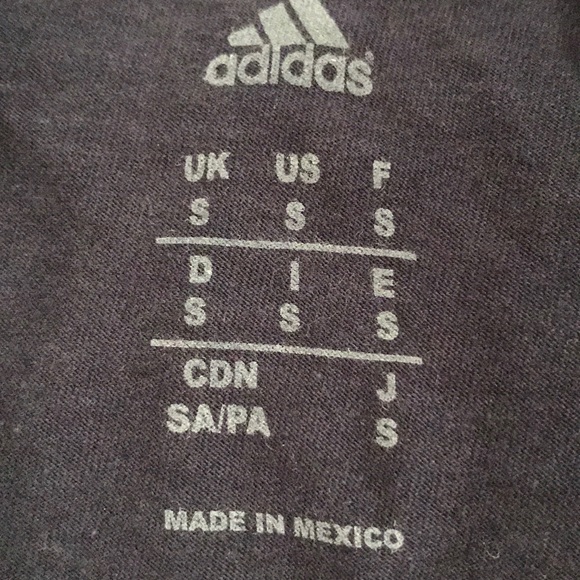 adidas®
UK US F
S S S
D I E
S S S
CDN J
SA/PA S
MADE IN MEXICO